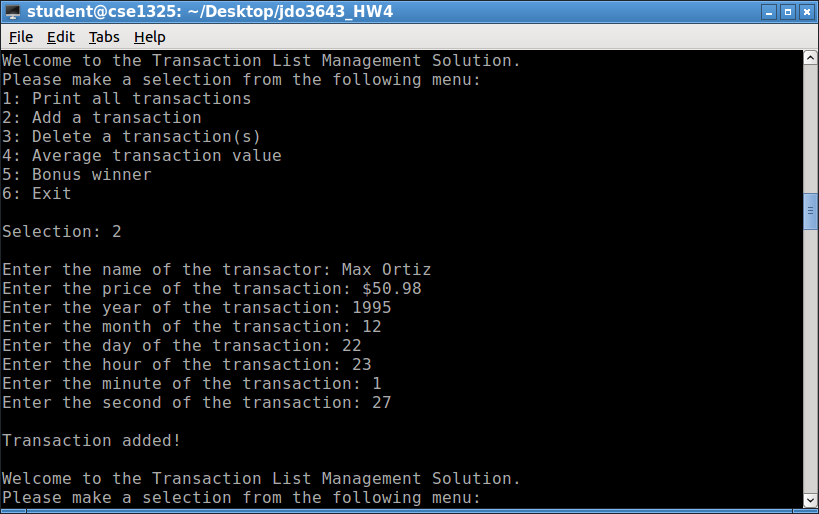 student@cse1325: ~/Desktop/jdo3643_HW4
File Edit Tabs Help
Welcome to the Transaction List Management Solution.
Please make a selection from the following menu:
1: Print all transactions
2: Add a transaction
3: Delete a transaction(s)
4: Average transaction value
5: Bonus winner
6: Exit
Selection: 2
Enter the name of the transactor: Max Ortiz
Enter the price of the transaction: $50.98
Enter the year of the transaction: 1995
Enter the month of the transaction: 12
Enter the day of the transaction: 22
Enter the hour of the transaction: 23
Enter the minute of the transaction: 1
Enter the second of the transaction: 27
Transaction added!
Welcome to the Transaction List Management Solution.
Please make a selection from the following menu: